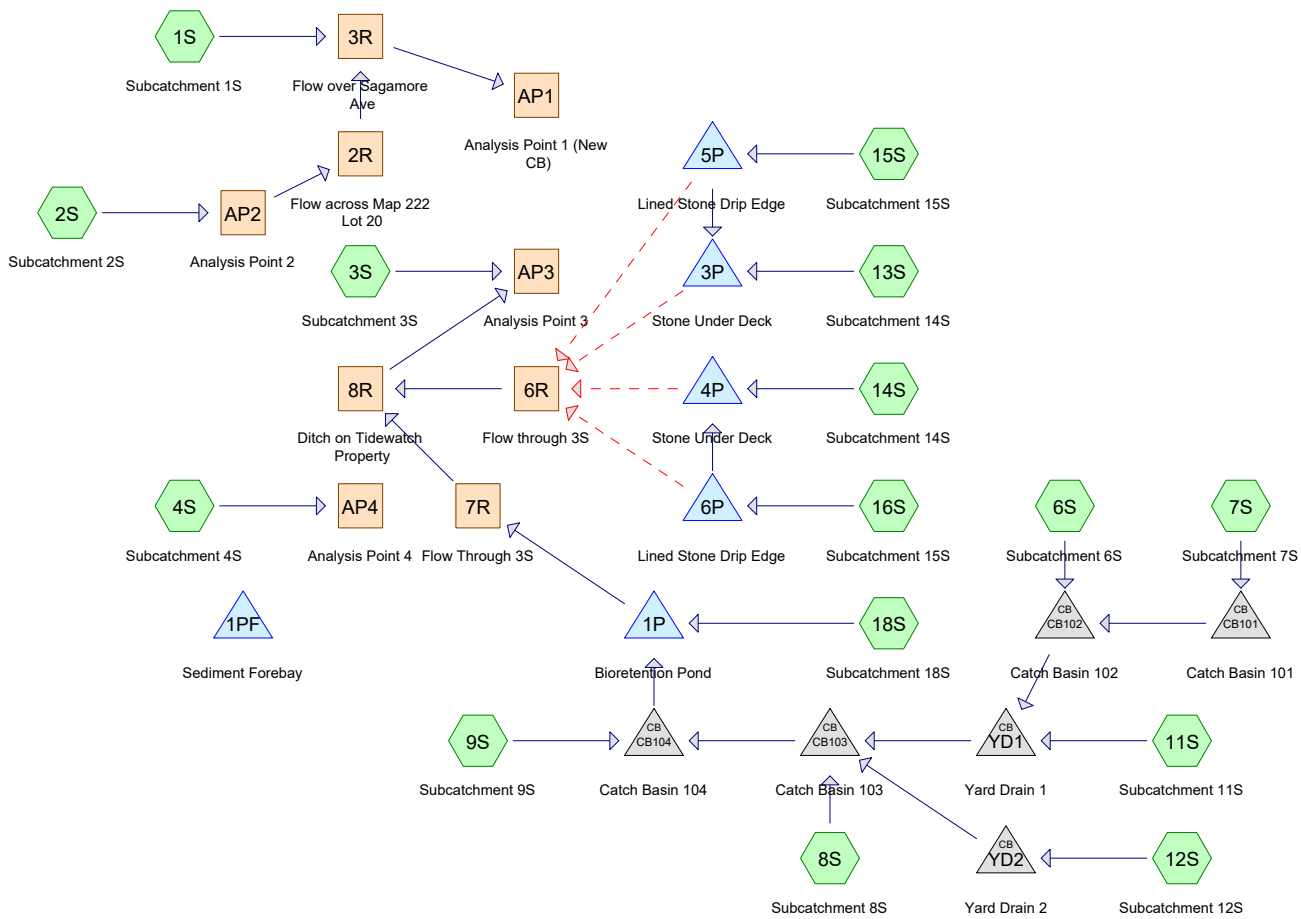 1S
Subcatchment 1S
3R
Flow over Sagamore
Ave
AP1
Analysis Point 1 (New
CB)
2R
Flow across Map 222
Lot 20
5P
Lined Stone Drip Edge
15S
Subcatchment 15S
2S
Subcatchment 2S
AP2
Analysis Point 2
3S
Subcatchment 3S
AP3
Analysis Point 3
3P
Stone Under Deck
13S
Subcatchment 14S
8R
Ditch on Tidewatch
Property
6R
Flow through 3S
4P
Stone Under Deck
14S
Subcatchment 14S
4S
Subcatchment 4S
AP4
Analysis Point 4
7R
Flow Through 3S
6P
Lined Stone Drip Edge
16S
Subcatchment 15S
6S
Subcatchment 6S
7S
Subcatchment 7S
1PF
Sediment Forebay
1P
Bioretention Pond
18S
Subcatchment 18S
CB
CB102
Catch Basin 102
CB
CB101
Catch Basin 101
9S
Subcatchment 9S
CB
CB104
Catch Basin 104
CB
CB103
Catch Basin 103
CB
YD1
Yard Drain 1
11S
Subcatchment 11S
8S
Subcatchment 8S
CB
YD2
Yard Drain 2
12S
Subcatchment 12S